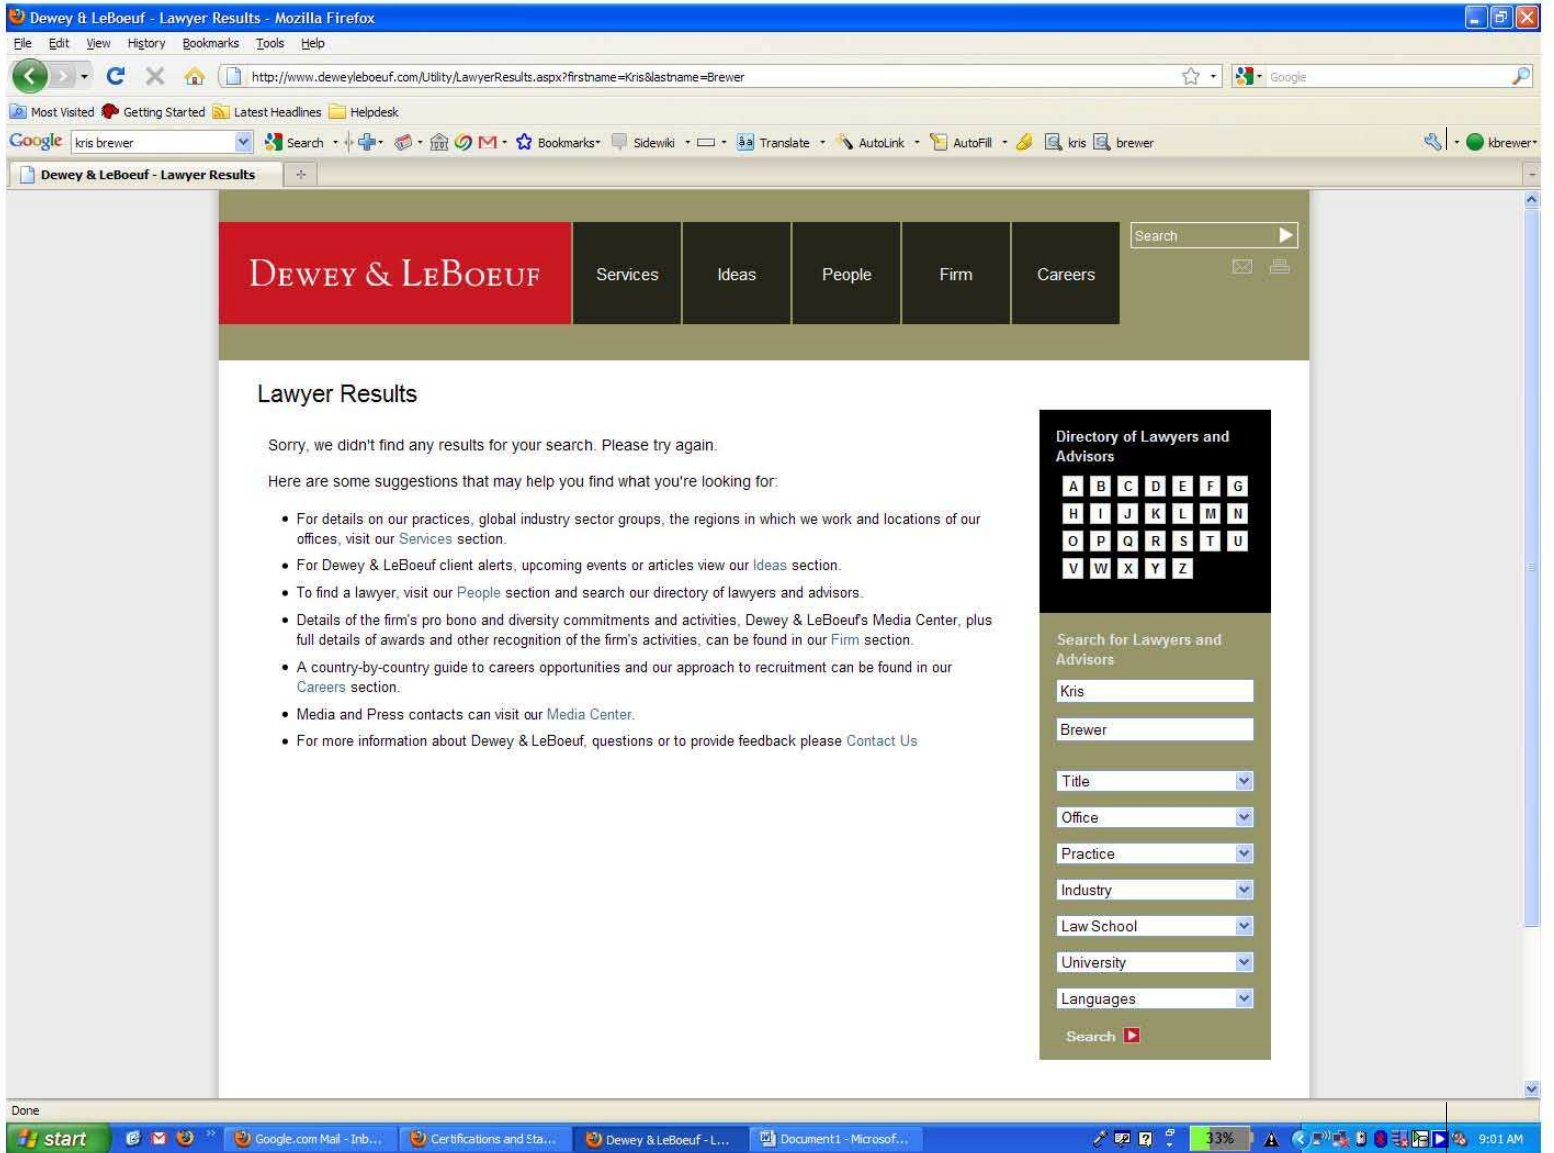 Dewey & LeBoeuf - Lawyer Results - Mozilla Firefox
File Edit View History Bookmarks Tools Help
http://www.deweyleboeuf.com/Utility/LawyerResults.aspx?firstname=Kris&lastname=Brewer
Google
Most Visited Getting Started Latest Headlines Helpdesk
Google kris brewer Search Bookmarks Sidewiki Translate AutoLink AutoFill kris brewer kbrewer
Dewey & LeBoeuf - Lawyer Results
DEWEY & LEBOEUF Services Ideas People Firm Careers
Search
Lawyer Results
Sorry, we didn't find any results for your search. Please try again.
Here are some suggestions that may help you find what you're looking for:
• For details on our practices, global industry sector groups, the regions in which we work and locations of our
offices, visit our Services section.
• For Dewey & LeBoeuf client alerts, upcoming events or articles view our Ideas section.
• To find a lawyer, visit our People section and search our directory of lawyers and advisors.
• Details of the firm's pro bono and diversity commitments and activities, Dewey & LeBoeuf's Media Center, plus
full details of awards and other recognition of the firm's activities, can be found in our Firm section.
• A country-by-country guide to careers opportunities and our approach to recruitment can be found in our
Careers section.
• Media and Press contacts can visit our Media Center.
• For more information about Dewey & LeBoeuf, questions or to provide feedback please Contact Us
Directory of Lawyers and
Advisors
A B C D E F G
H I J K L M N
O P Q R S T U
V W X Y Z
Search for Lawyers and
Advisors
Kris
Brewer
Title
Office
Practice
Industry
Law School
University
Languages
Search
Done
start Google.com Mail - Inb... Certifications and Sta... Dewey & LeBoeuf - L... Document1 - Microsof... 33% 9:01 AM